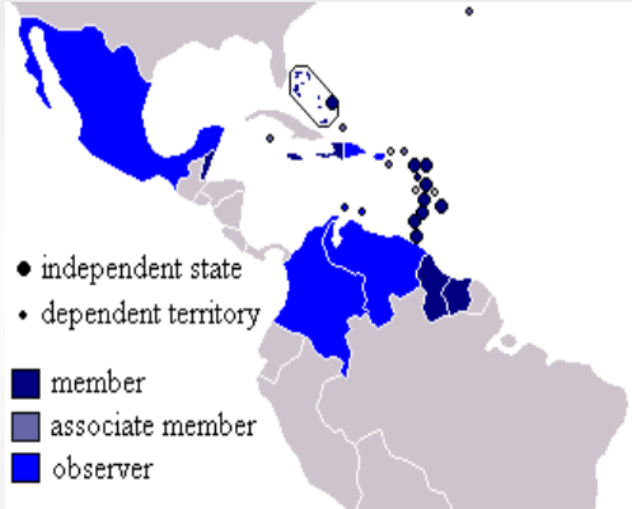 independent state
dependent territory
member
associate member
observer